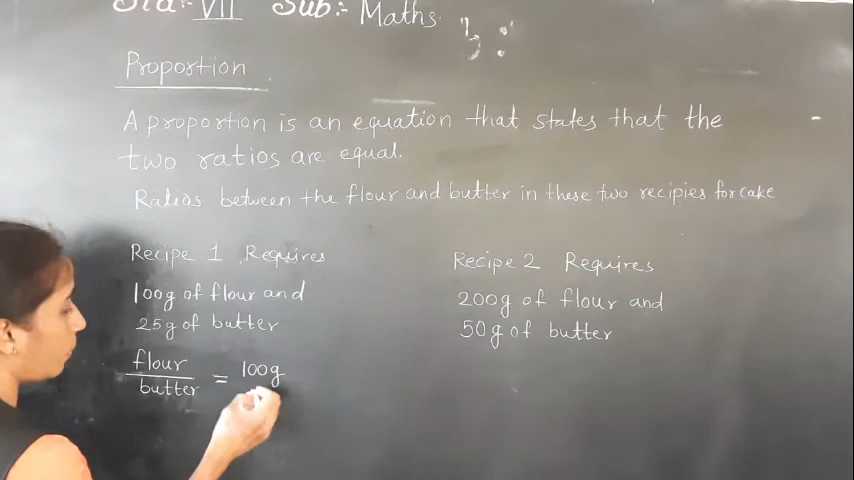 Std:- VII Sub:- Maths.
Proportion
A proportion is an equation that states that the
two ratios are equal.
Ratios between the flour and butter in these two recipies for cake
Recipe 1 Requires
100g of flour and
25g of butter
flour
butter
= 100g
Recipe 2 Requires
200g of flour and
50g of butter